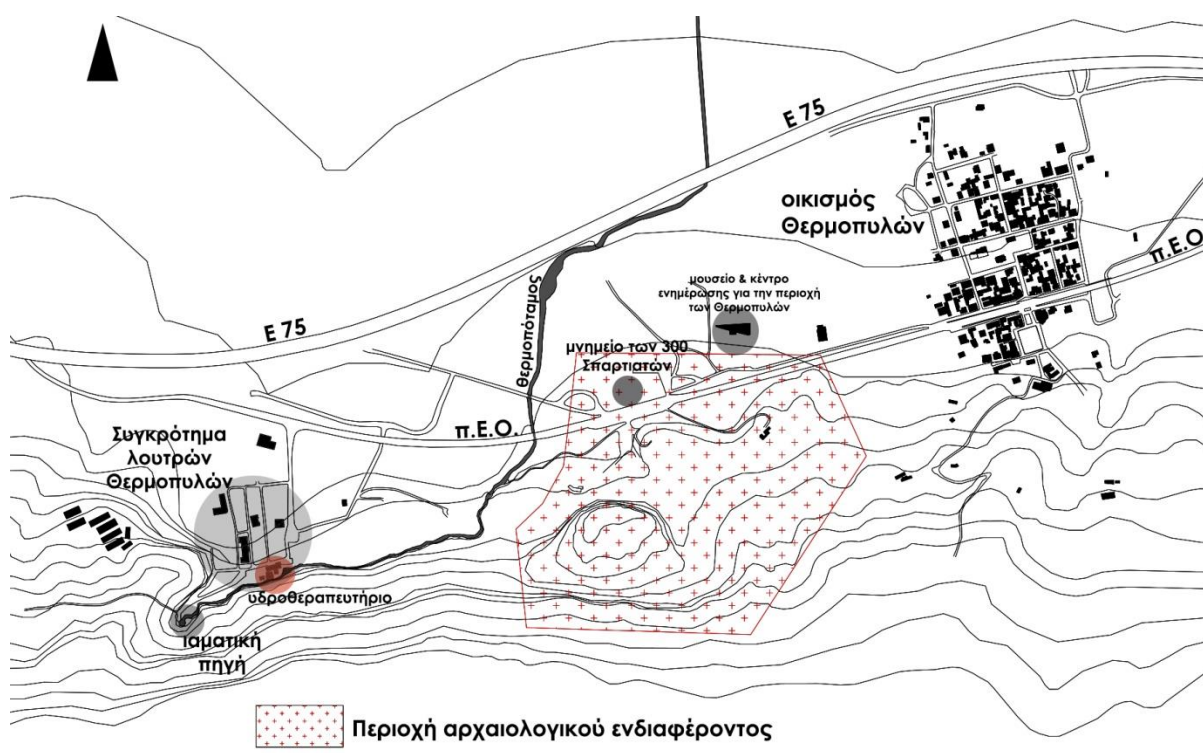 Ε 75
οικισμός
Θερμοπυλών
π.Ε.Ο.
μουσείο & κέντρο
ενημέρωσης για την περιοχή
των Θερμοπυλών
Ε 75
θερμοπόταμος
μνημείο των 300
Σπαρτιατών
π.Ε.Ο.
Συγκρότημα
λουτρών
Θερμοπυλών
υδροθεραπευτήριο
ιαματική
πηγή
Περιοχή αρχαιολογικού ενδιαφέροντος